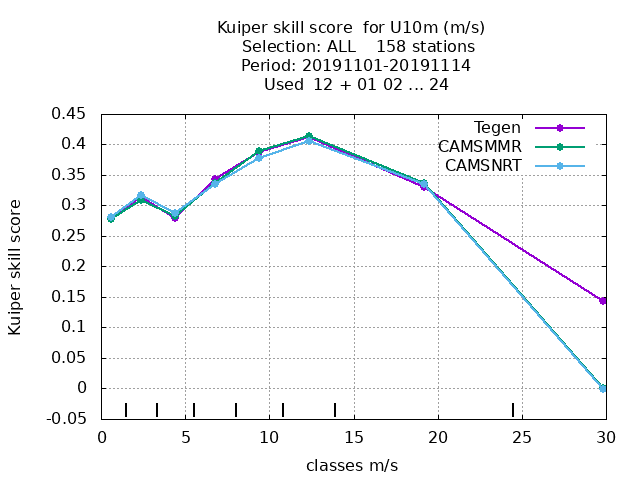 Kuiper skill score  for U10m (m/s)
Selection: ALL    158 stations
Period: 20191101-20191114
Used  12 + 01 02 ... 24
Tegen
CAMSMMR
CAMSNRT
0.45
0.4
0.35
0.3
0.25
0.2
0.15
0.1
0.05
0
-0.05
Kuiper skill score
0 5 10 15 20 25 30
classes m/s